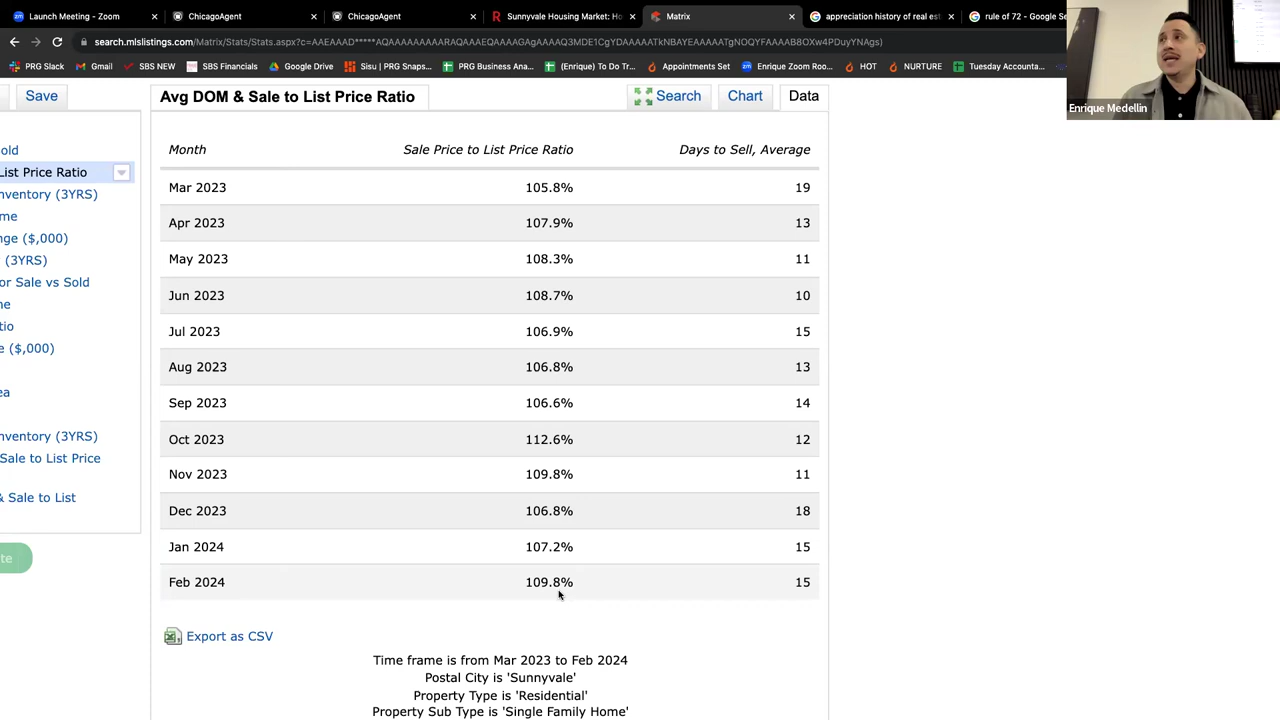 Launch Meeting - Zoom
ChicagoAgent
ChicagoAgent
Sunnyvale Housing Market: Ho
Matrix
appreciation history of real est
rule of 72 - Google Se
search.mlslistings.com/Matrix/Stats/Stats.aspx?c=AAEAAAD*****AQAAAAAAAAARAQAAAEQAAAAGAgAAAAQ3MDE1CgYDAAAAATkNBAYEAAAAATgNOQYFAAAAB8OXw4PDuyYNAgs)
PRG Slack
Gmail
SBS NEW
SBS Financials
Google Drive
Sisu | PRG Snaps...
PRG Business Anal...
(Enrique) To Do Tr...
Appointments Set
Enrique Zoom Roo...
HOT
NURTURE
Tuesday Accounta...
Enrique Medellin
Save
Avg DOM & Sale to List Price Ratio
Search
Chart
Data
old
List Price Ratio
nventory (3YRS)
me
nge ($,000)
(3YRS)
or Sale vs Sold
ne
tio
e ($,000)
ea
nventory (3YRS)
Sale to List Price
& Sale to List
te
Month Sale Price to List Price Ratio Days to Sell, Average
Mar 2023 105.8% 19
Apr 2023 107.9% 13
May 2023 108.3% 11
Jun 2023 108.7% 10
Jul 2023 106.9% 15
Aug 2023 106.8% 13
Sep 2023 106.6% 14
Oct 2023 112.6% 12
Nov 2023 109.8% 11
Dec 2023 106.8% 18
Jan 2024 107.2% 15
Feb 2024 109.8% 15
Export as CSV
Time frame is from Mar 2023 to Feb 2024
Postal City is 'Sunnyvale'
Property Type is 'Residential'
Property Sub Type is 'Single Family Home'